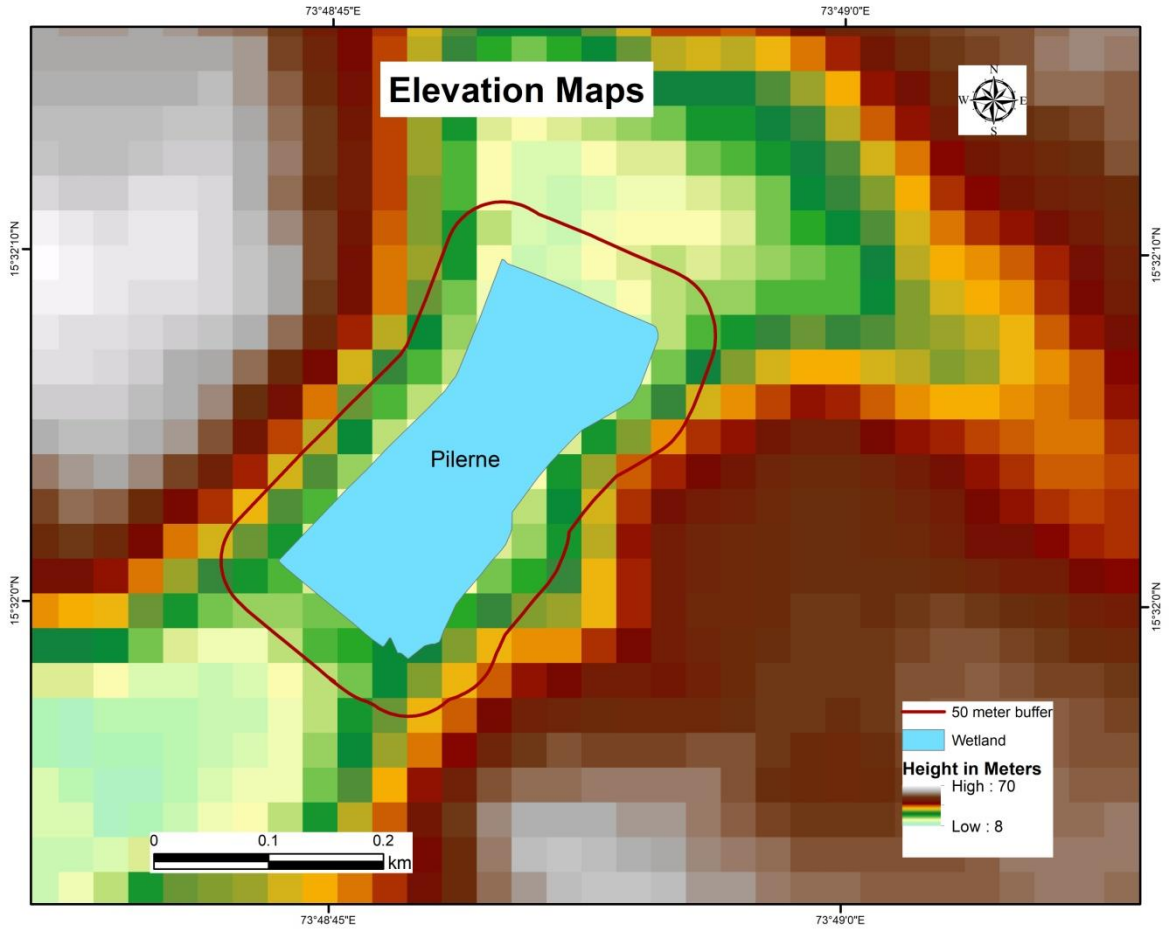 73°48'45"E
73°49'0"E
Elevation Maps
N
W E
S
15°32'10"N
15°32'10"N
Pilerne
15°32'0"N
15°32'0"N
50 meter buffer
Wetland
Height in Meters
High : 70
Low : 8
0 0.1 0.2
km
73°48'45"E
73°49'0"E